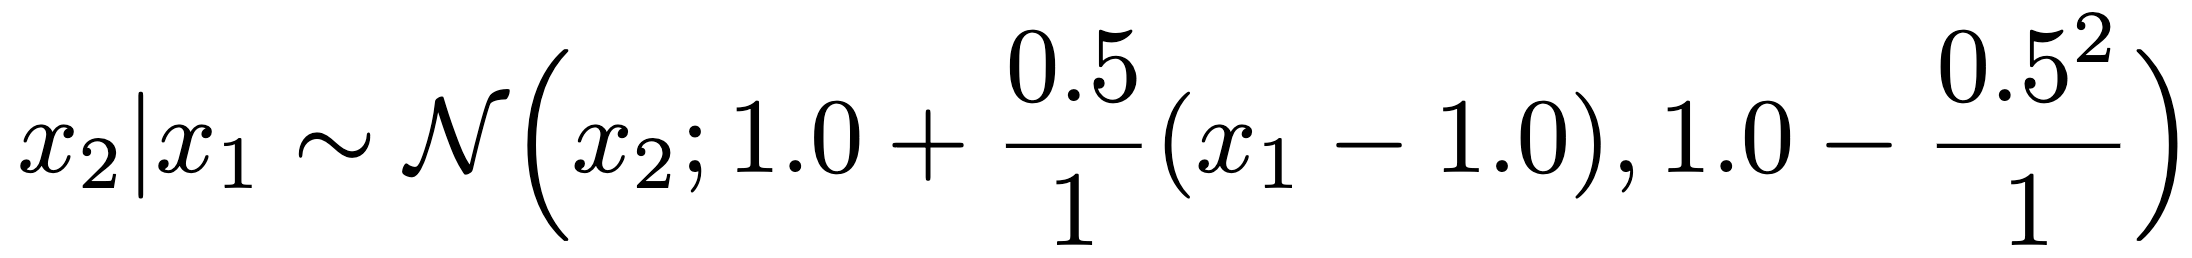 $x_2|x_1 \sim \mathcal{N}\left(x_2; 1.0 + \frac{0.5}{1}(x_1 - 1.0), 1.0 - \frac{0.5^2}{1}\right)$